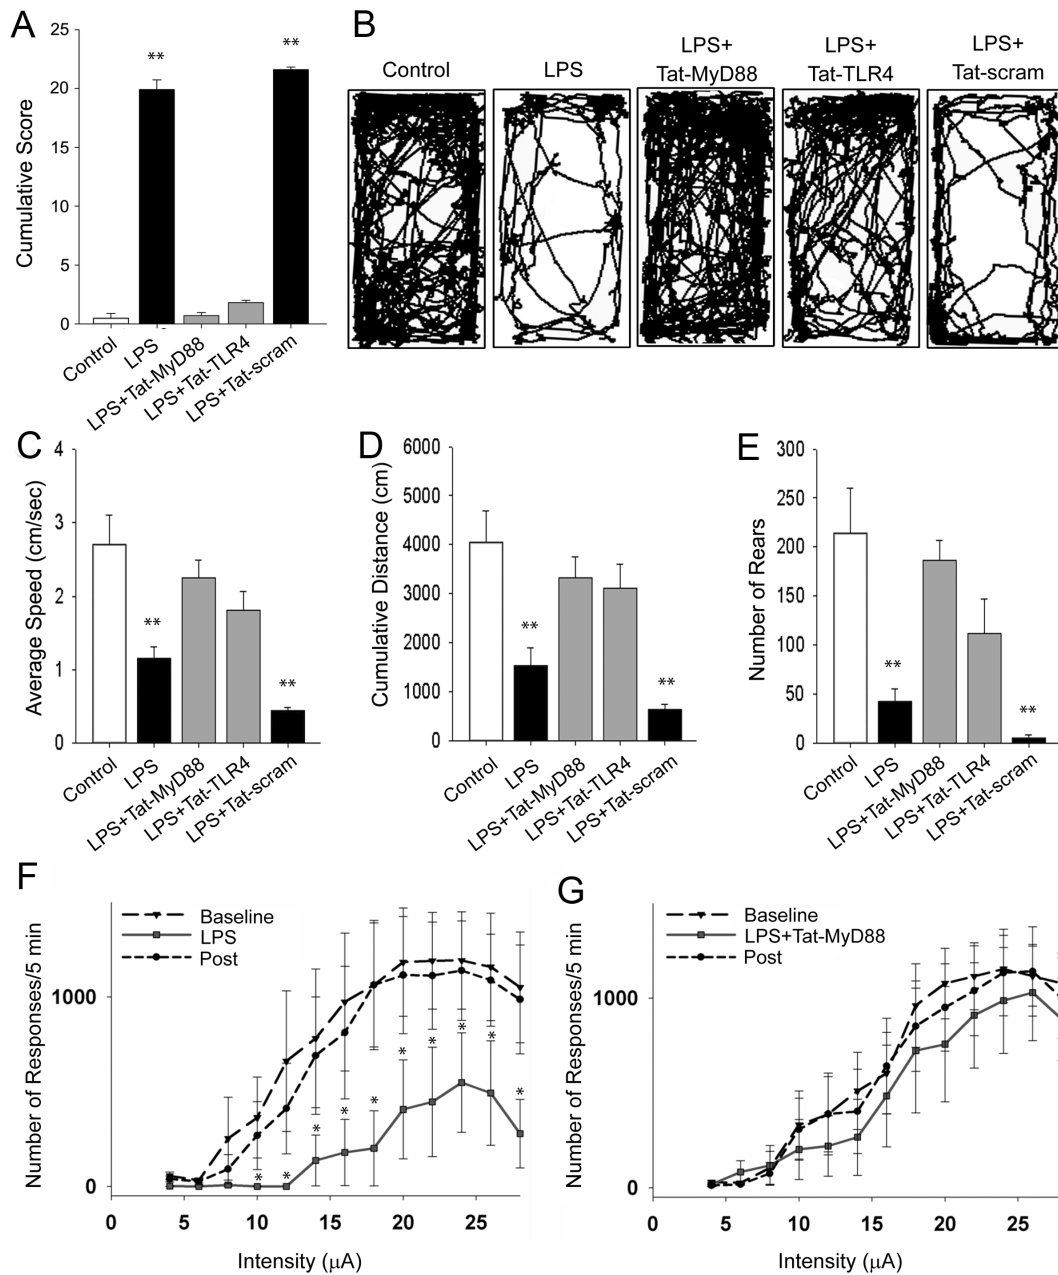 A
25
20
15
10
5
0
Cumulative Score
**
**
Control
LPS
LPS+Tat-MyD88
LPS+Tat-TLR4
LPS+Tat-scram
B
Control
LPS
LPS+
Tat-MyD88
LPS+
Tat-TLR4
LPS+
Tat-scram
C
4
3
2
1
0
Average Speed (cm/sec)
**
**
Control
LPS
LPS+Tat-MyD88
LPS+Tat-TLR4
LPS+Tat-scram
D
6000
5000
4000
3000
2000
1000
0
Cumulative Distance (cm)
**
**
Control
LPS
LPS+Tat-MyD88
LPS+Tat-TLR4
LPS+Tat-scram
E
300
250
200
150
100
50
0
Number of Rears
**
**
Control
LPS
LPS+Tat-MyD88
LPS+Tat-TLR4
LPS+Tat-scram
F
Baseline
LPS
Post
1000
0
Number of Responses/5 min
* * * * * * * * * *
0 5 10 15 20 25
Intensity (µA)
G
Baseline
LPS+Tat-MyD88
Post
1000
0
Number of Responses/5 min
0 5 10 15 20 25
Intensity (µA)